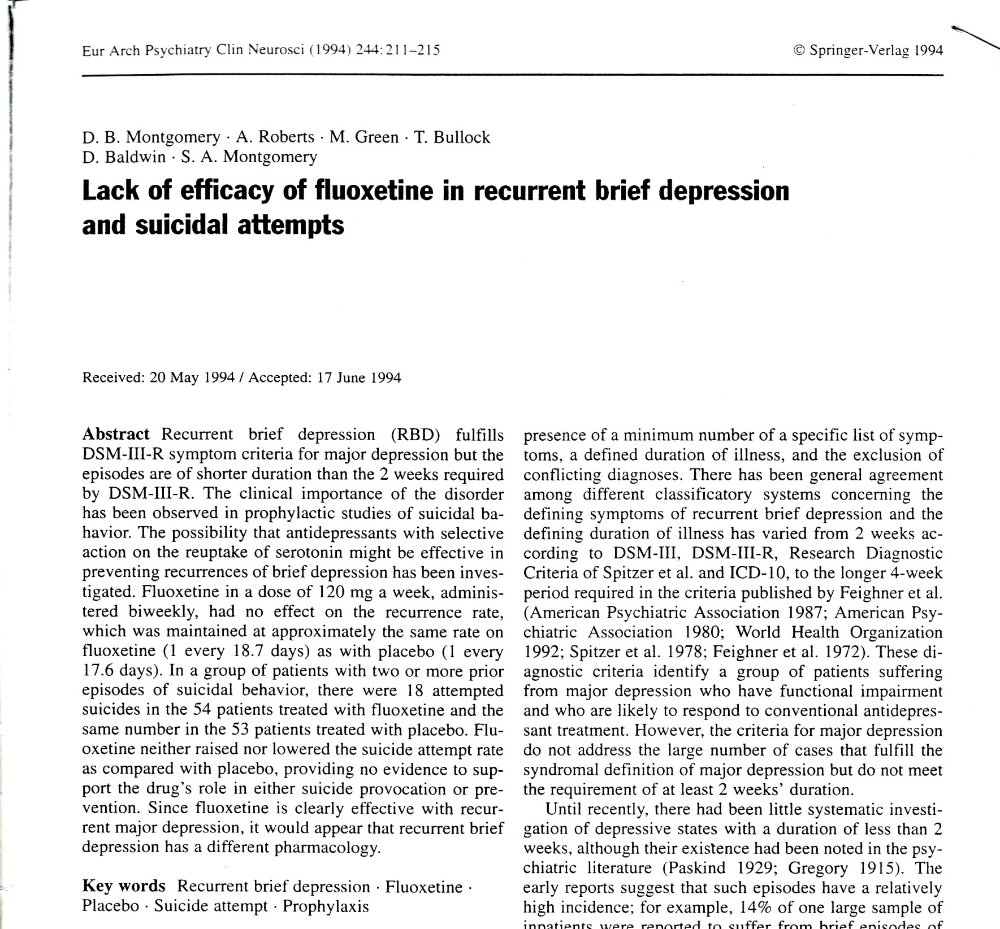 Eur Arch Psychiatry Clin Neurosci (1994) 244:211–215
© Springer-Verlag 1994
D. B. Montgomery · A. Roberts · M. Green · T. Bullock
D. Baldwin · S. A. Montgomery
Lack of efficacy of fluoxetine in recurrent brief depression
and suicidal attempts
Received: 20 May 1994 / Accepted: 17 June 1994
Abstract Recurrent brief depression (RBD) fulfills
DSM-III-R symptom criteria for major depression but the
episodes are of shorter duration than the 2 weeks required
by DSM-III-R. The clinical importance of the disorder
has been observed in prophylactic studies of suicidal ba-
havior. The possibility that antidepressants with selective
action on the reuptake of serotonin might be effective in
preventing recurrences of brief depression has been inves-
tigated. Fluoxetine in a dose of 120 mg a week, adminis-
tered biweekly, had no effect on the recurrence rate,
which was maintained at approximately the same rate on
fluoxetine (1 every 18.7 days) as with placebo (1 every
17.6 days). In a group of patients with two or more prior
episodes of suicidal behavior, there were 18 attempted
suicides in the 54 patients treated with fluoxetine and the
same number in the 53 patients treated with placebo. Flu-
oxetine neither raised nor lowered the suicide attempt rate
as compared with placebo, providing no evidence to sup-
port the drug's role in either suicide provocation or pre-
vention. Since fluoxetine is clearly effective with recur-
rent major depression, it would appear that recurrent brief
depression has a different pharmacology.
Key words Recurrent brief depression · Fluoxetine ·
Placebo · Suicide attempt · Prophylaxis
presence of a minimum number of a specific list of symp-
toms, a defined duration of illness, and the exclusion of
conflicting diagnoses. There has been general agreement
among different classificatory systems concerning the
defining symptoms of recurrent brief depression and the
defining duration of illness has varied from 2 weeks ac-
cording to DSM-III, DSM-III-R, Research Diagnostic
Criteria of Spitzer et al. and ICD-10, to the longer 4-week
period required in the criteria published by Feighner et al.
(American Psychiatric Association 1987; American Psy-
chiatric Association 1980; World Health Organization
1992; Spitzer et al. 1978; Feighner et al. 1972). These di-
agnostic criteria identify a group of patients suffering
from major depression who have functional impairment
and who are likely to respond to conventional antidepres-
sant treatment. However, the criteria for major depression
do not address the large number of cases that fulfill the
syndromal definition of major depression but do not meet
the requirement of at least 2 weeks' duration.
Until recently, there had been little systematic investi-
gation of depressive states with a duration of less than 2
weeks, although their existence had been noted in the psy-
chiatric literature (Paskind 1929; Gregory 1915). The
early reports suggest that such episodes have a relatively
high incidence; for example, 14% of one large sample of
inpatients were reported to suffer from brief episodes of